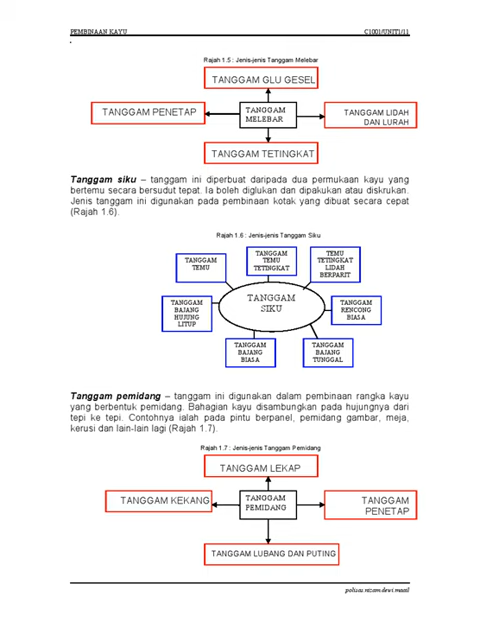 PEMBINAAN KAYU C1001/UNIT1/11
Rajah 1.5 : Jenis-jenis Tanggam Melebar
TANGGAM GLU GESEL
TANGGAM PENETAP
TANGGAM
MELEBAR
TANGGAM LIDAH
DAN LURAH
TANGGAM TETINGKAT
Tanggam siku – tanggam ini diperbuat daripada dua permukaan kayu yang
bertemu secara bersudut tepat. Ia boleh diglukan dan dipakukan atau diskrukan.
Jenis tanggam ini digunakan pada pembinaan kotak yang dibuat secara cepat
(Rajah 1.6).
Rajah 1.6 : Jenis-jenis Tanggam Siku
TANGGAM
TEMU
TANGGAM
TEMU
TETINGKAT
TEMU
TETINGKAT
LIDAH
BERPARIT
TANGGAM
SIKU
TANGGAM
BAJANG
HUJUNG
LITUP
TANGGAM
RENCONG
BIASA
TANGGAM
BAJANG
BIASA
TANGGAM
BAJANG
TUNGGAL
Tanggam pemidang – tanggam ini digunakan dalam pembinaan rangka kayu
yang berbentuk pemidang. Bahagian kayu disambungkan pada hujungnya dari
tepi ke tepi. Contohnya ialah pada pintu berpanel, pemidang gambar, meja,
kerusi dan lain-lain lagi (Rajah 1.7).
Rajah 1.7 : Jenis-jenis Tanggam Pemidang
TANGGAM LEKAP
TANGGAM KEKANG
TANGGAM
PEMIDANG
TANGGAM
PENETAP
TANGGAM LUBANG DAN PUTING
polisas.nizam.dewi.masil